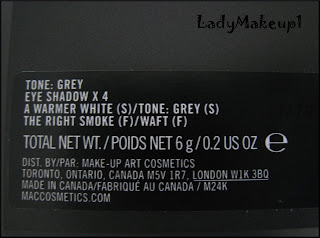 LadyMakeup1
TONE: GREY
EYE SHADOW X 4
A WARMER WHITE (S)/TONE: GREY (S)
THE RIGHT SMOKE (F)/WAFT (F)
TOTAL NET WT./POIDS NET 6 g/0.2 US OZ e
DIST. BY/PAR: MAKE-UP ART COSMETICS
TORONTO, ONTARIO, CANADA M5V 1R7, LONDON W1K 3BQ
MADE IN CANADA/FABRIQUÉ AU CANADA / M24K
MACCOSMETICS.COM